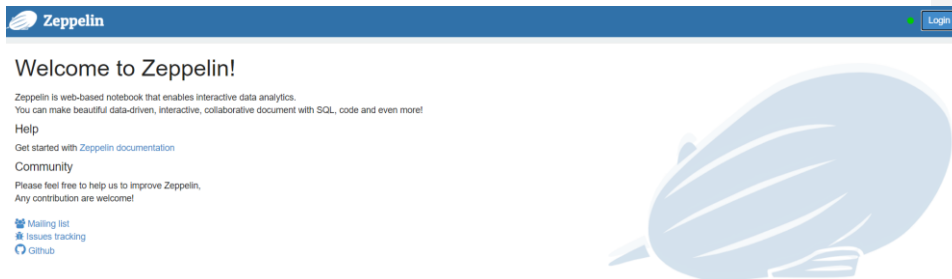 Zeppelin
Login
Welcome to Zeppelin!
Zeppelin is web-based notebook that enables interactive data analytics.
You can make beautiful data-driven, interactive, collaborative document with SQL, code and even more!
Help
Get started with Zeppelin documentation
Community
Please feel free to help us to improve Zeppelin,
Any contribution are welcome!
Mailing list
Issues tracking
Github